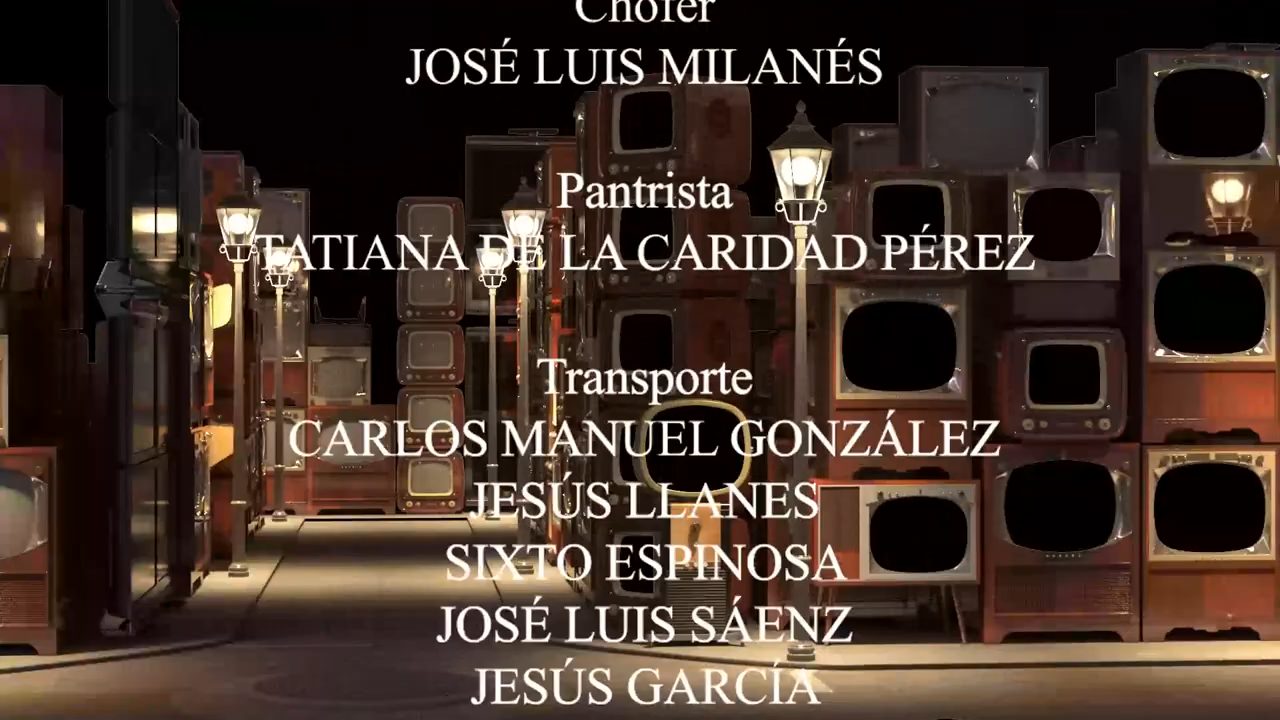 Chofer
JOSÉ LUIS MILANÉS
Pantrista
TATIANA DE LA CARIDAD PÉREZ
Transporte
CARLOS MANUEL GONZÁLEZ
JESÚS LLANES
SIXTO ESPINOSA
JOSÉ LUIS SÁENZ
JESÚS GARCÍA